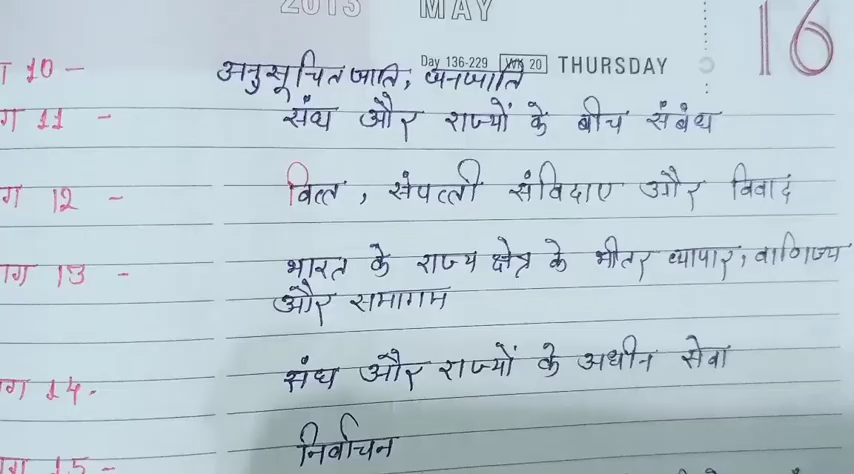 2015 MAY 16
Day 136-229 WK 20 THURSDAY
ग 10 - अनुसूचित जाति, जनजाति
ग 11 - संघ और राज्यों के बीच संबंध
ग 12 - वित्त, संपत्ती संविदाए और विवाद
ाग 13 - भारत के राज्य क्षेत्र के भीतर व्यापार, वाणिज्य
और समागम
ाग 14. संघ और राज्यों के अधीन सेवा
ाग 15 - निर्वाचन